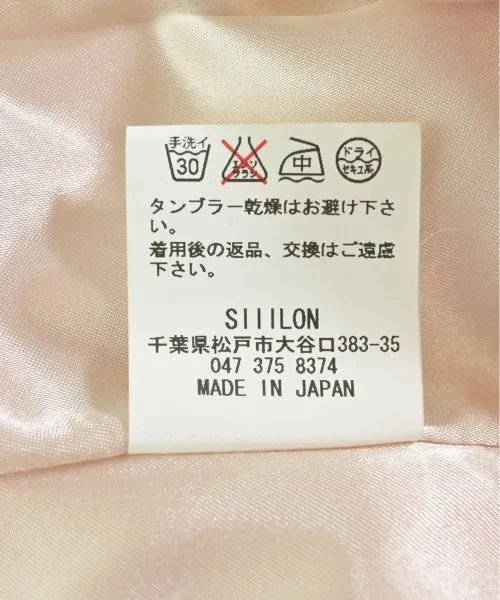 手洗イ 30
エンソ サラシ
中
ドライ セキユ系
タンブラー乾燥はお避け下さ
い。
着用後の返品、交換はご遠慮
下さい。
SIIILON
千葉県松戸市大谷口383-35
047 375 8374
MADE IN JAPAN